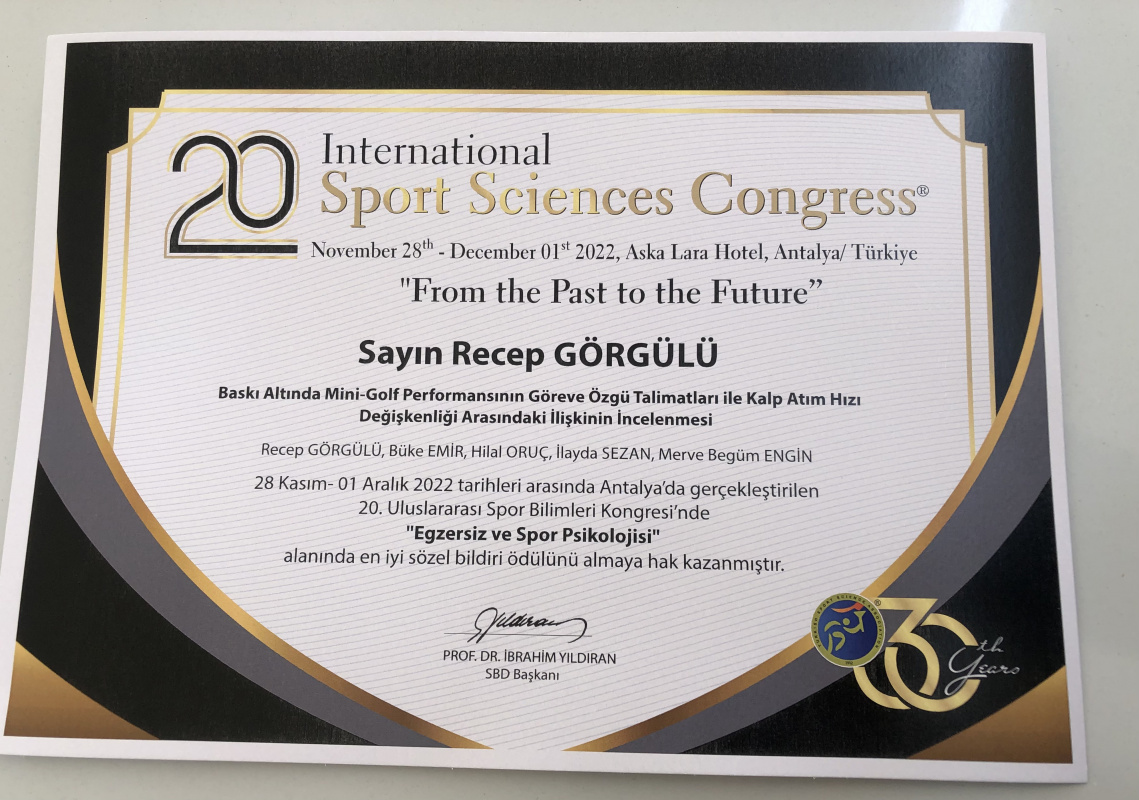 20 International
Sport Sciences Congress®
November 28th - December 01st 2022, Aska Lara Hotel, Antalya/ Türkiye
"From the Past to the Future”
Sayın Recep GÖRGÜLÜ
Baskı Altında Mini-Golf Performansının Göreve Özgü Talimatları ile Kalp Atım Hızı
Değişkenliği Arasındaki İlişkinin İncelenmesi
Recep GÖRGÜLÜ, Büke EMİR, Hilal ORUÇ, İlayda SEZAN, Merve Begüm ENGİN
28 Kasım- 01 Aralık 2022 tarihleri arasında Antalya’da gerçekleştirilen
20. Uluslararası Spor Bilimleri Kongresi’nde
"Egzersiz ve Spor Psikolojisi"
alanında en iyi sözel bildiri ödülünü almaya hak kazanmıştır.
PROF. DR. İBRAHİM YILDIRAN
SBD Başkanı
®
30th
Years